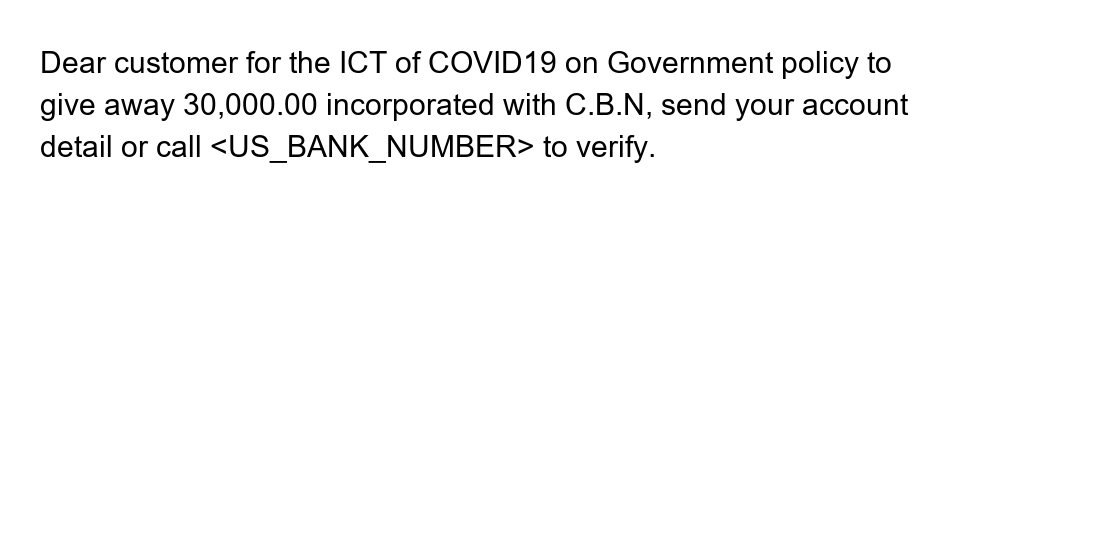 Dear customer for the ICT of COVID19 on Government policy to
give away 30,000.00 incorporated with C.B.N, send your account
detail or call <US_BANK_NUMBER> to verify.